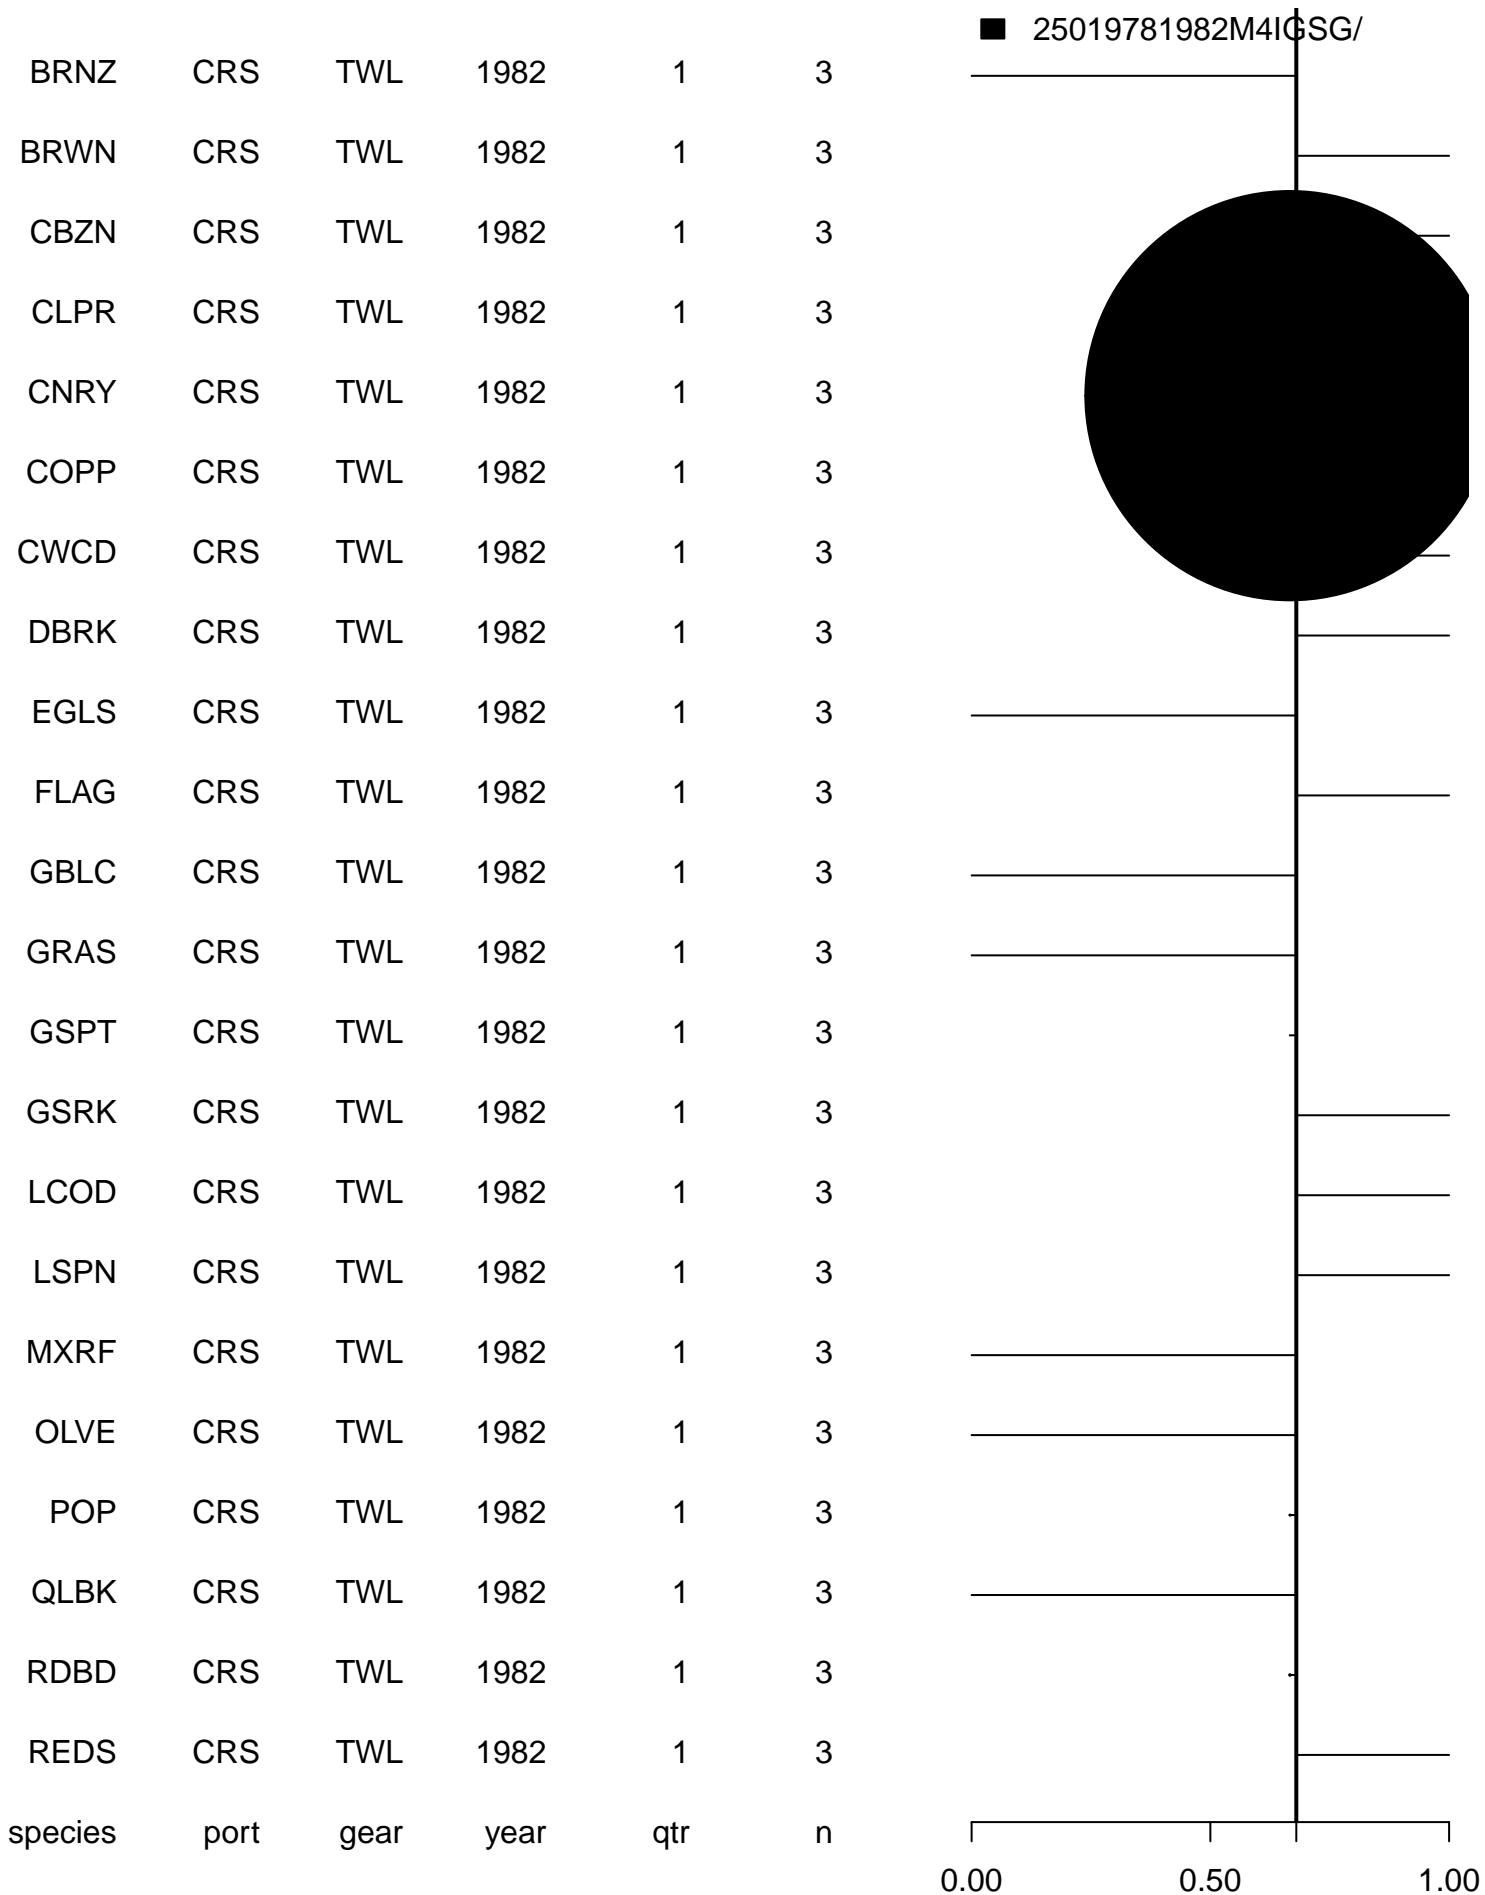 25019781982M4IGSG/
BRNZ CRS TWL 1982 1 3
BRWN CRS TWL 1982 1 3
CBZN CRS TWL 1982 1 3
CLPR CRS TWL 1982 1 3
CNRY CRS TWL 1982 1 3
COPP CRS TWL 1982 1 3
CWCD CRS TWL 1982 1 3
DBRK CRS TWL 1982 1 3
EGLS CRS TWL 1982 1 3
FLAG CRS TWL 1982 1 3
GBLC CRS TWL 1982 1 3
GRAS CRS TWL 1982 1 3
GSPT CRS TWL 1982 1 3
GSRK CRS TWL 1982 1 3
LCOD CRS TWL 1982 1 3
LSPN CRS TWL 1982 1 3
MXRF CRS TWL 1982 1 3
OLVE CRS TWL 1982 1 3
POP CRS TWL 1982 1 3
QLBK CRS TWL 1982 1 3
RDBD CRS TWL 1982 1 3
REDS CRS TWL 1982 1 3
species port gear year qtr n
0.00 0.50 1.00